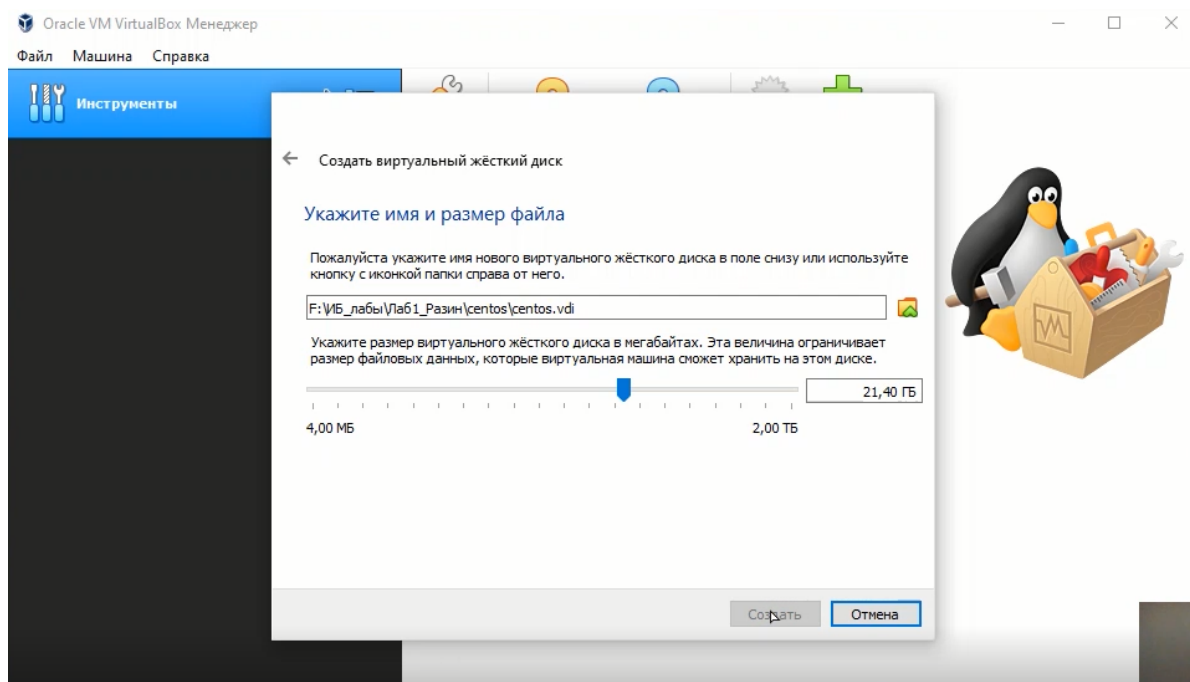 Oracle VM VirtualBox Менеджер
Файл Машина Справка
Инструменты
Создать виртуальный жёсткий диск
Укажите имя и размер файла
Пожалуйста укажите имя нового виртуального жёсткого диска в поле снизу или используйте
кнопку с иконкой папки справа от него.
F:\ИБ_лабы\Лаб1_Разин\centos\centos.vdi
Укажите размер виртуального жёсткого диска в мегабайтах. Эта величина ограничивает
размер файловых данных, которые виртуальная машина сможет хранить на этом диске.
21,40 ГБ
4,00 МБ 2,00 ТБ
Создать Отмена